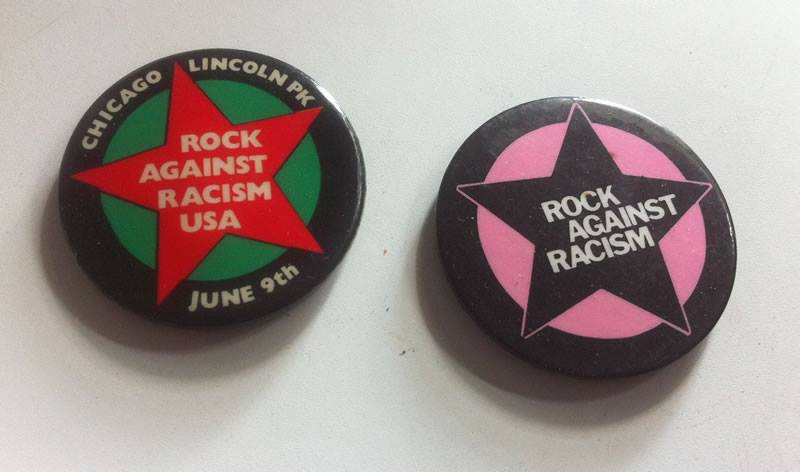 CHICAGO LINCOLN PK
ROCK
AGAINST
RACISM
USA
JUNE 9th
ROCK
AGAINST
RACISM